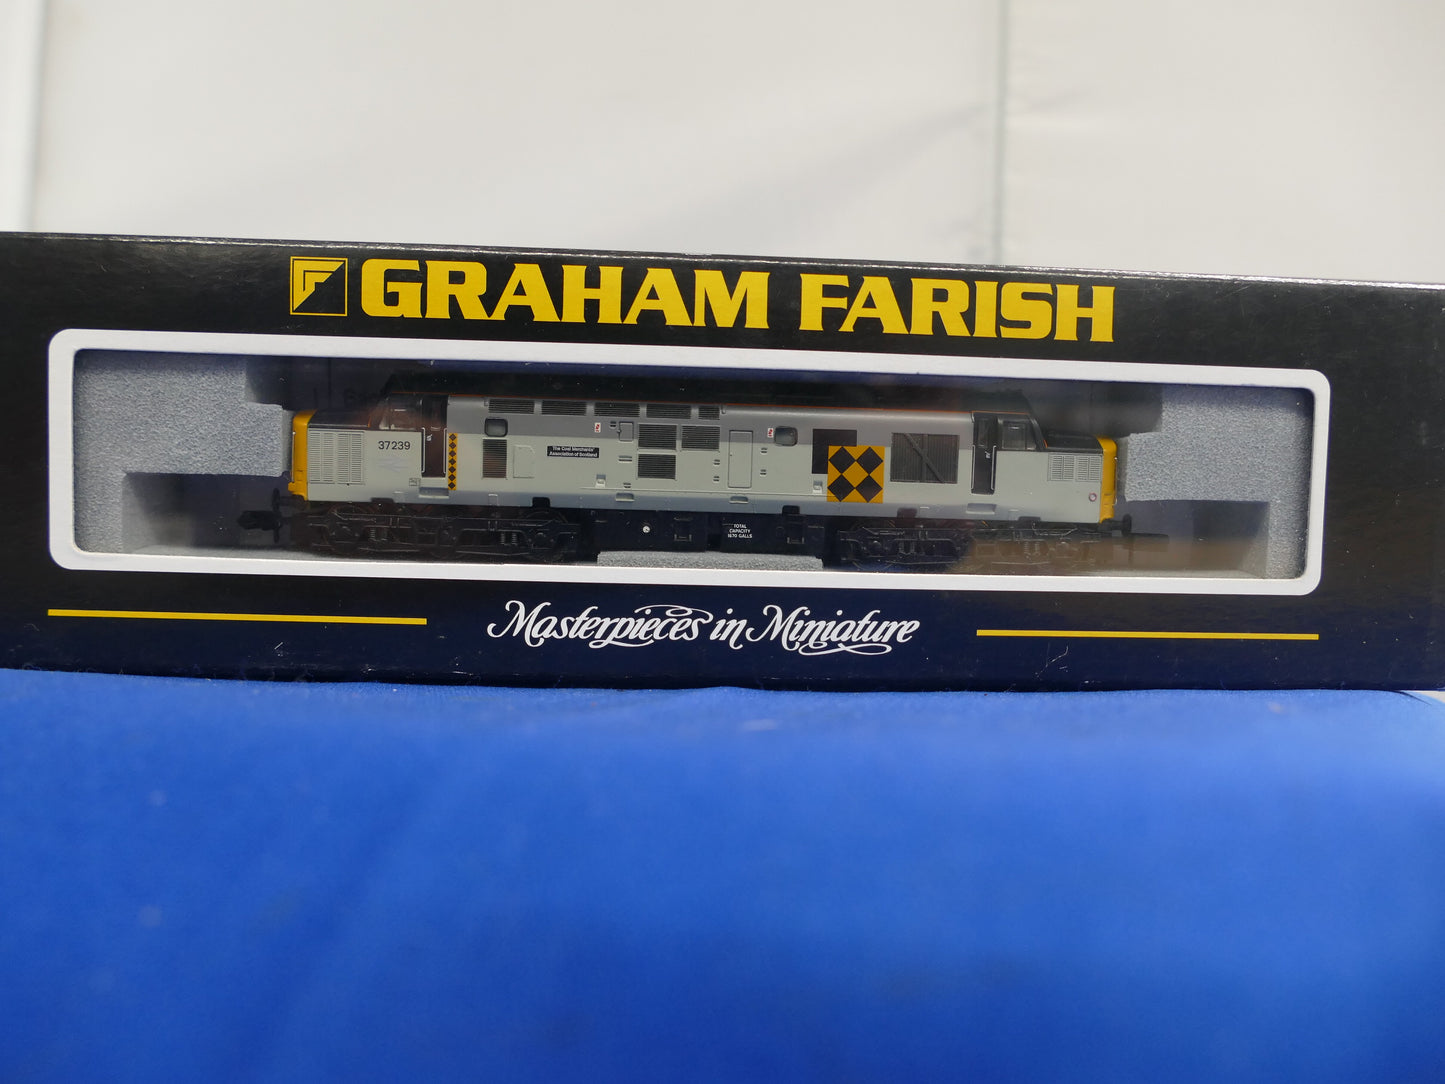 GRAHAM FARISH
37239
The Coal Merchants'
Association of Scotland
TOTAL
CAPACITY
1670 GALLS
Masterpieces in Miniature